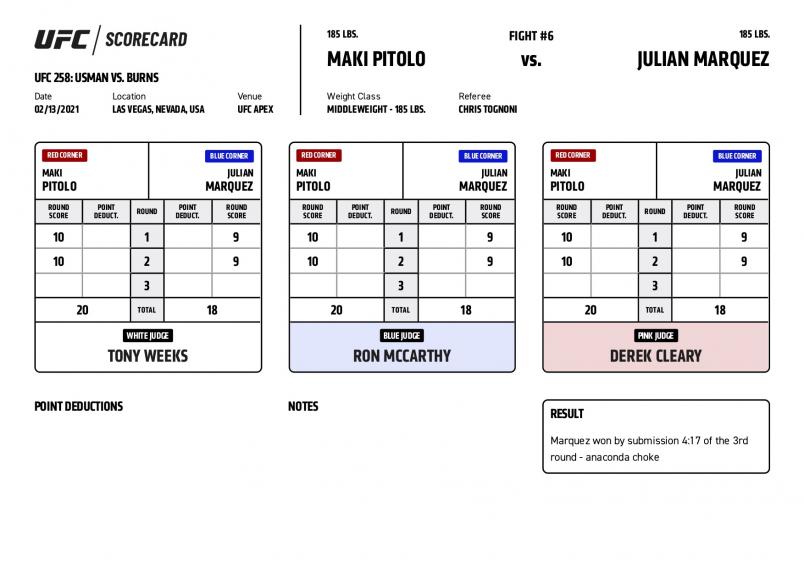 UFC / SCORECARD
UFC 258: USMAN VS. BURNS
Date Location Venue
02/13/2021 LAS VEGAS, NEVADA, USA UFC APEX
185 LBS. FIGHT #6 185 LBS.
MAKI PITOLO VS. JULIAN MARQUEZ
Weight Class Referee
MIDDLEWEIGHT - 185 LBS. CHRIS TOGNONI
RED CORNER BLUE CORNER
MAKI JULIAN
PITOLO MARQUEZ
ROUND POINT ROUND POINT ROUND
SCORE DEDUCT. DEDUCT. SCORE
10 1 9
10 2 9
3
20 TOTAL 18
WHITE JUDGE
TONY WEEKS
RED CORNER BLUE CORNER
MAKI JULIAN
PITOLO MARQUEZ
ROUND POINT ROUND POINT ROUND
SCORE DEDUCT. DEDUCT. SCORE
10 1 9
10 2 9
3
20 TOTAL 18
BLUE JUDGE
RON MCCARTHY
RED CORNER BLUE CORNER
MAKI JULIAN
PITOLO MARQUEZ
ROUND POINT ROUND POINT ROUND
SCORE DEDUCT. DEDUCT. SCORE
10 1 9
10 2 9
3
20 TOTAL 18
PINK JUDGE
DEREK CLEARY
POINT DEDUCTIONS
NOTES
RESULT
Marquez won by submission 4:17 of the 3rd
round - anaconda choke